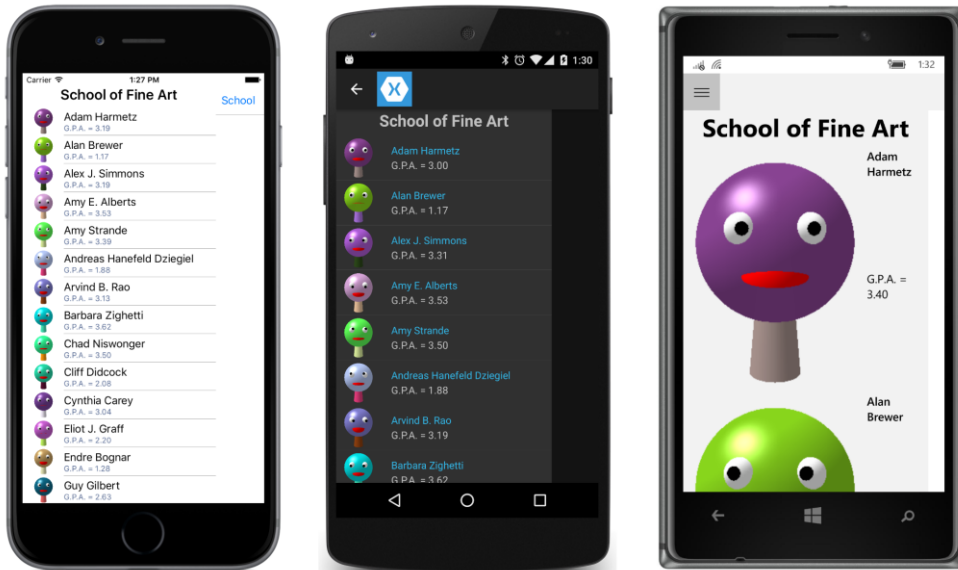 Carrier 1:27 PM
School of Fine Art
School
Adam Harmetz
G.P.A. = 3.19
Alan Brewer
G.P.A. = 1.17
Alex J. Simmons
G.P.A. = 3.19
Amy E. Alberts
G.P.A. = 3.53
Amy Strande
G.P.A. = 3.39
Andreas Hanefeld Dziegiel
G.P.A. = 1.88
Arvind B. Rao
G.P.A. = 3.13
Barbara Zighetti
G.P.A. = 3.62
Chad Niswonger
G.P.A. = 3.50
Cliff Didcock
G.P.A. = 2.08
Cynthia Carey
G.P.A. = 3.04
Eliot J. Graff
G.P.A. = 2.20
Endre Bognar
G.P.A. = 1.28
Guy Gilbert
G.P.A. = 2.63
1:30
School of Fine Art
Adam Harmetz
G.P.A. = 3.00
Alan Brewer
G.P.A. = 1.17
Alex J. Simmons
G.P.A. = 3.31
Amy E. Alberts
G.P.A. = 3.53
Amy Strande
G.P.A. = 3.50
Andreas Hanefeld Dziegiel
G.P.A. = 1.88
Arvind B. Rao
G.P.A. = 3.19
Barbara Zighetti
G.P.A. = 3.62
1:32
School of Fine Art
Adam
Harmetz
G.P.A. =
3.40
Alan
Brewer